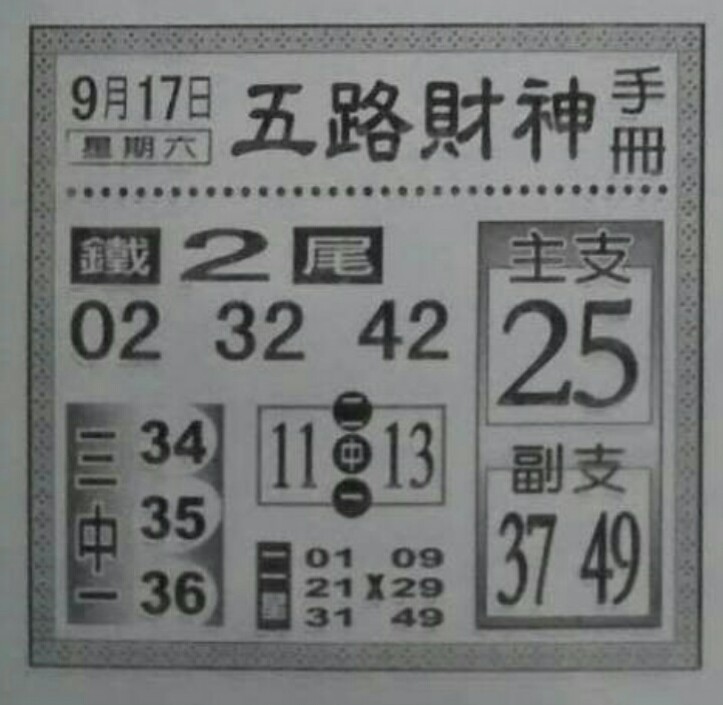 9月17日
星期六
五路財神
手冊
鐵2尾
02 32 42
主支
25
三中一
34
35
36
二中一
11 13
副支
37 49
二
01 09
21 X 29
31 49